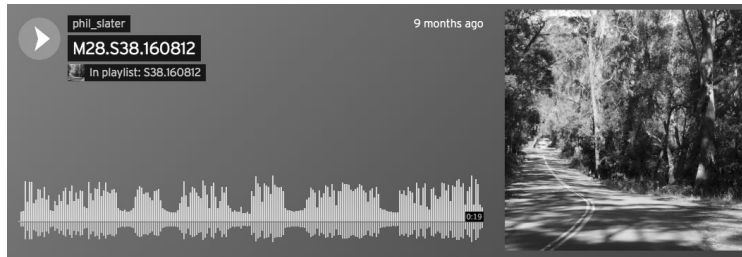 phil_slater
9 months ago
M28.S38.160812
In playlist: S38.160812
0:19